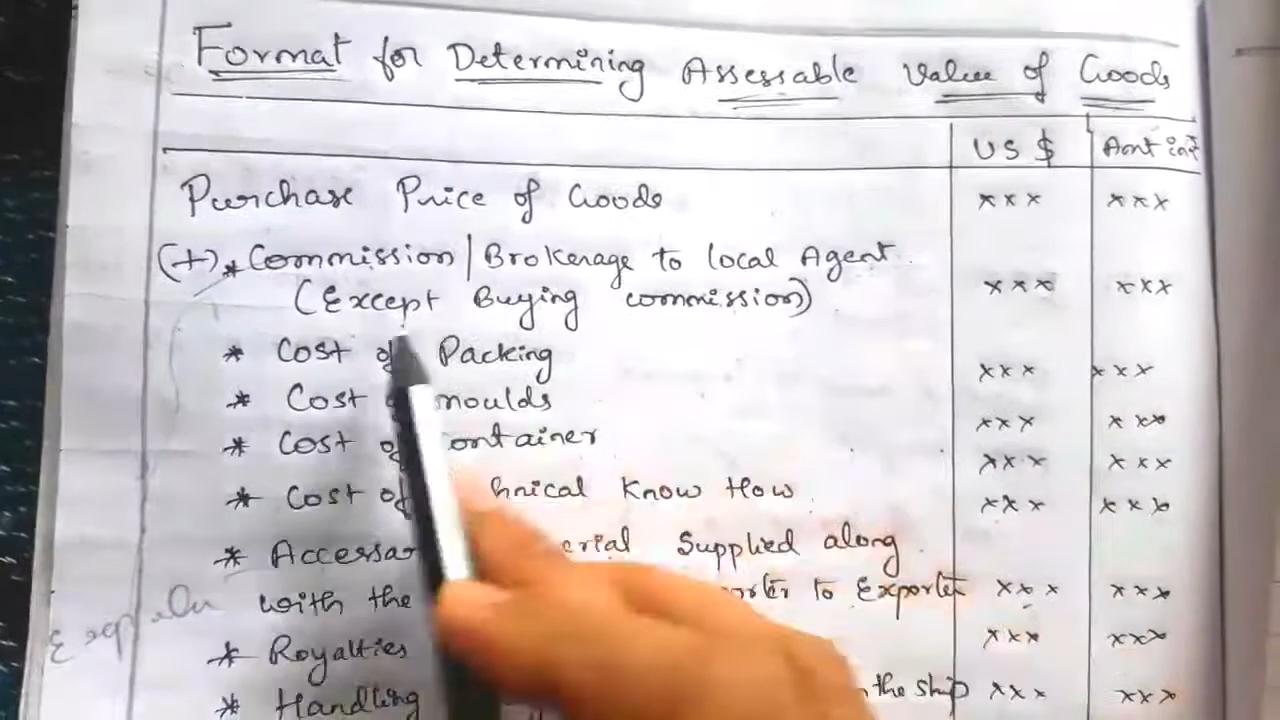 Format for Determining Assessable Value of Goods
US $ Amt in ₹
Purchase Price of Goods xxx xxx
(+) * Commission / Brokerage to local Agent
(Except Buying commission) xxx xxx
* Cost of Packing xxx xxx
* Cost moulds xxx xxx
* Cost of ontainer xxx xxx
* Cost of hnical Know How xxx xxx
* Accessor erial Supplied along
with the orter to Exporter xxx xxx
* Royalties xxx xxx
* Handling the ship xxx xxx